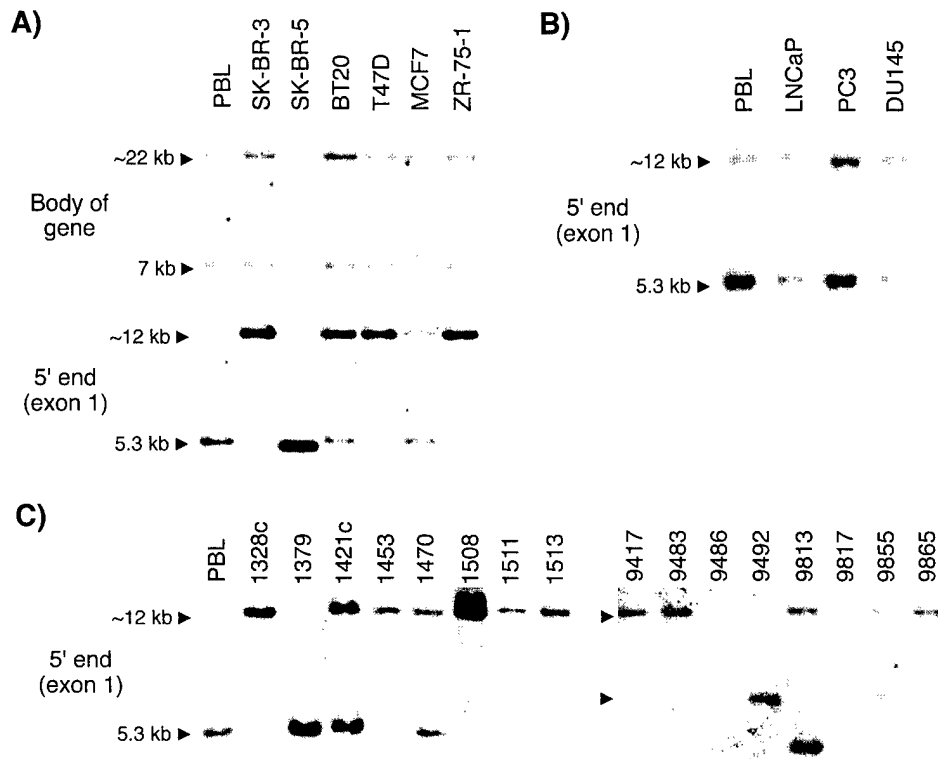 A)
PBL
SK-BR-3
SK-BR-5
BT20
T47D
MCF7
ZR-75-1
~22 kb
Body of
gene
7 kb
~12 kb
5' end
(exon 1)
5.3 kb
B)
PBL
LNCaP
PC3
DU145
~12 kb
5' end
(exon 1)
5.3 kb
C)
PBL
1328c
1379
1421c
1453
1470
1508
1511
1513
9417
9483
9486
9492
9813
9817
9855
9865
~12 kb
5' end
(exon 1)
5.3 kb